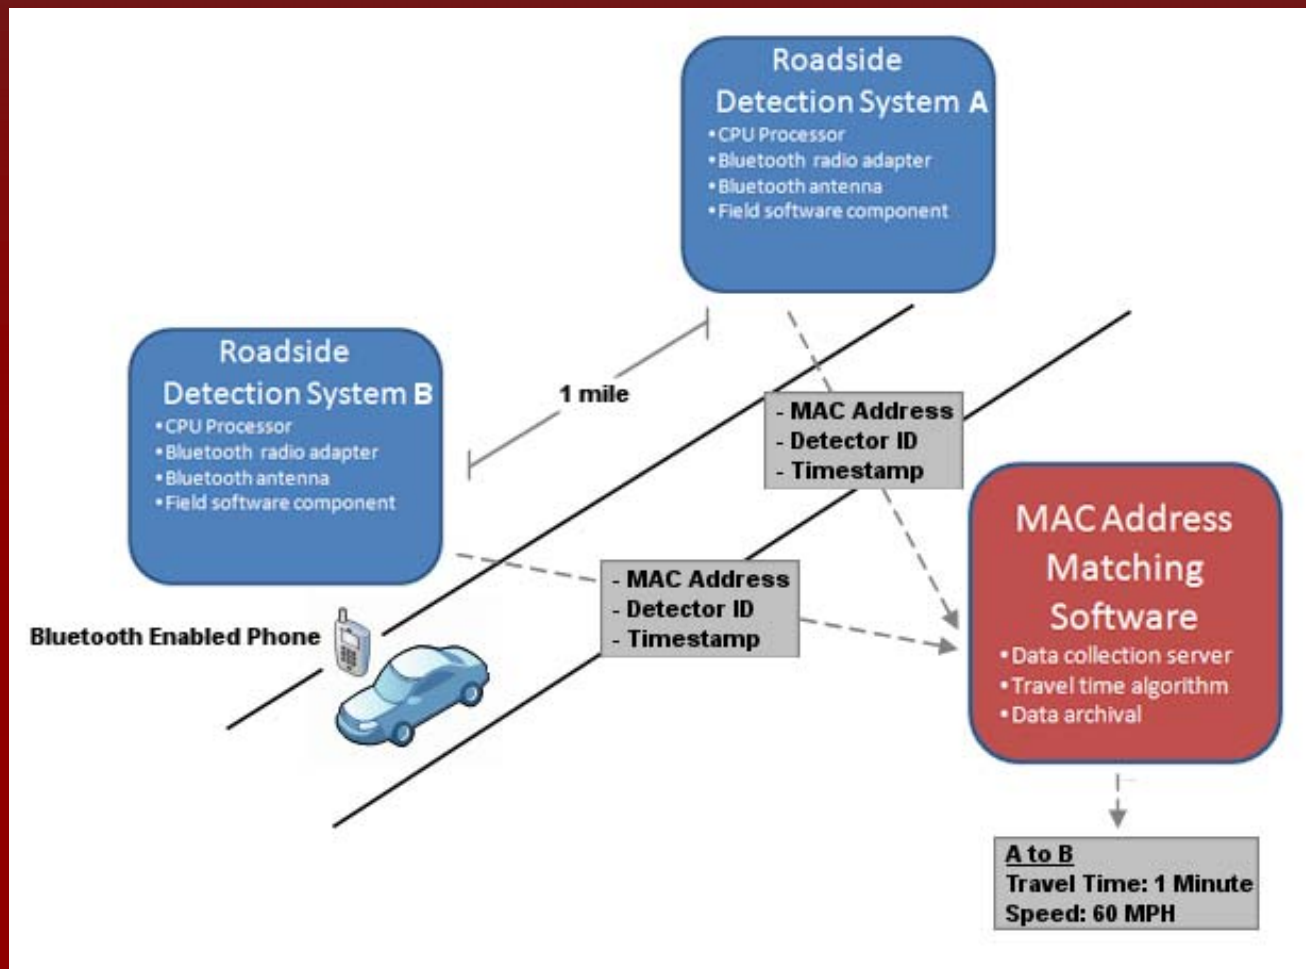 Roadside
Detection System A
•CPU Processor
•Bluetooth radio adapter
•Bluetooth antenna
•Field software component
Roadside
Detection System B
•CPU Processor
•Bluetooth radio adapter
•Bluetooth antenna
•Field software component
1 mile
- MAC Address
- Detector ID
- Timestamp
- MAC Address
- Detector ID
- Timestamp
Bluetooth Enabled Phone
MAC Address
Matching
Software
•Data collection server
•Travel time algorithm
•Data archival
A to B
Travel Time: 1 Minute
Speed: 60 MPH